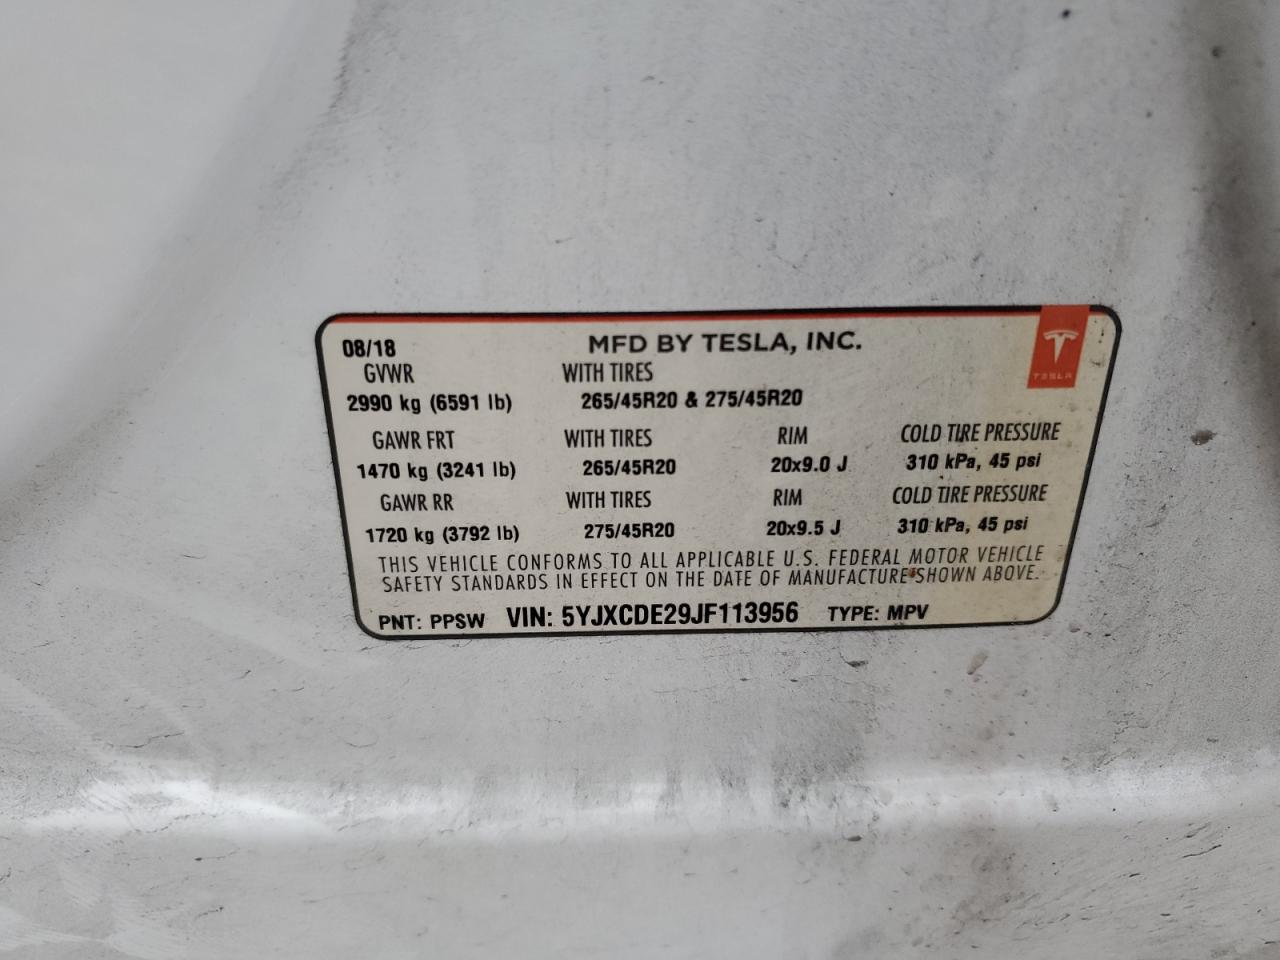 08/18 MFD BY TESLA, INC.
TESLA
GVWR WITH TIRES
2990 kg (6591 lb) 265/45R20 & 275/45R20
GAWR FRT WITH TIRES RIM COLD TIRE PRESSURE
1470 kg (3241 lb) 265/45R20 20x9.0 J 310 kPa, 45 psi
GAWR RR WITH TIRES RIM COLD TIRE PRESSURE
1720 kg (3792 lb) 275/45R20 20x9.5 J 310 kPa, 45 psi
THIS VEHICLE CONFORMS TO ALL APPLICABLE U.S. FEDERAL MOTOR VEHICLE
SAFETY STANDARDS IN EFFECT ON THE DATE OF MANUFACTURE SHOWN ABOVE.
PNT: PPSW VIN: 5YJXCDE29JF113956 TYPE: MPV